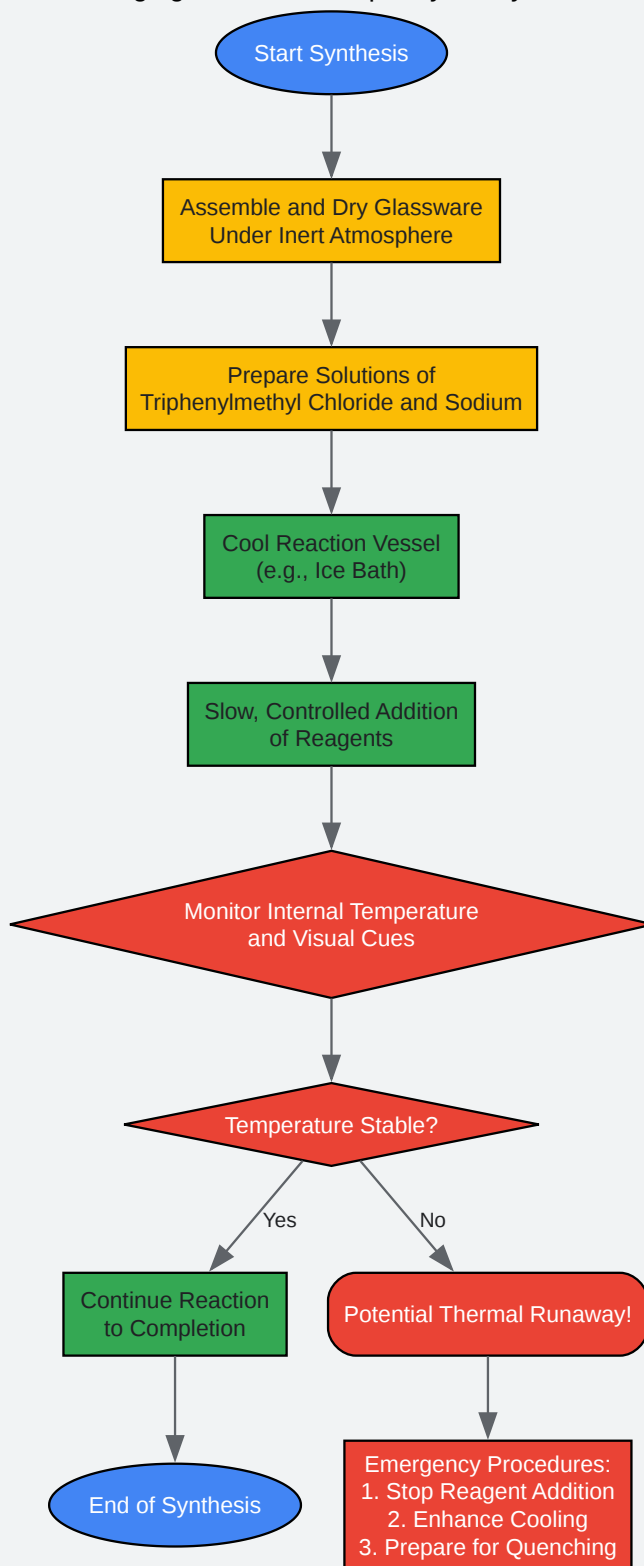 Start Synthesis
Assemble and Dry Glassware
Under Inert Atmosphere
Prepare Solutions of
Triphenylmethyl Chloride and Sodium
Cool Reaction Vessel
(e.g., Ice Bath)
Slow, Controlled Addition
of Reagents
Monitor Internal Temperature
and Visual Cues
Temperature Stable?
Yes
No
Continue Reaction
to Completion
Potential Thermal Runaway!
End of Synthesis
Emergency Procedures:
1. Stop Reagent Addition
2. Enhance Cooling
3. Prepare for Quenching